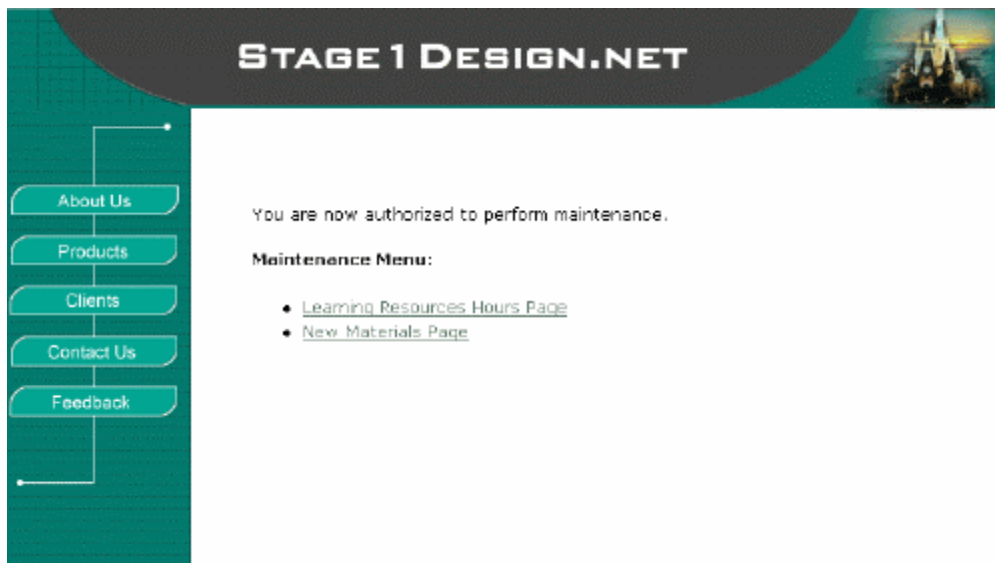 STAGE1DESIGN.NET
About Us
Products
Clients
Contact Us
Feedback
You are now authorized to perform maintenance.
Maintenance Menu:
• Learning Resources Hours Page
• New Materials Page